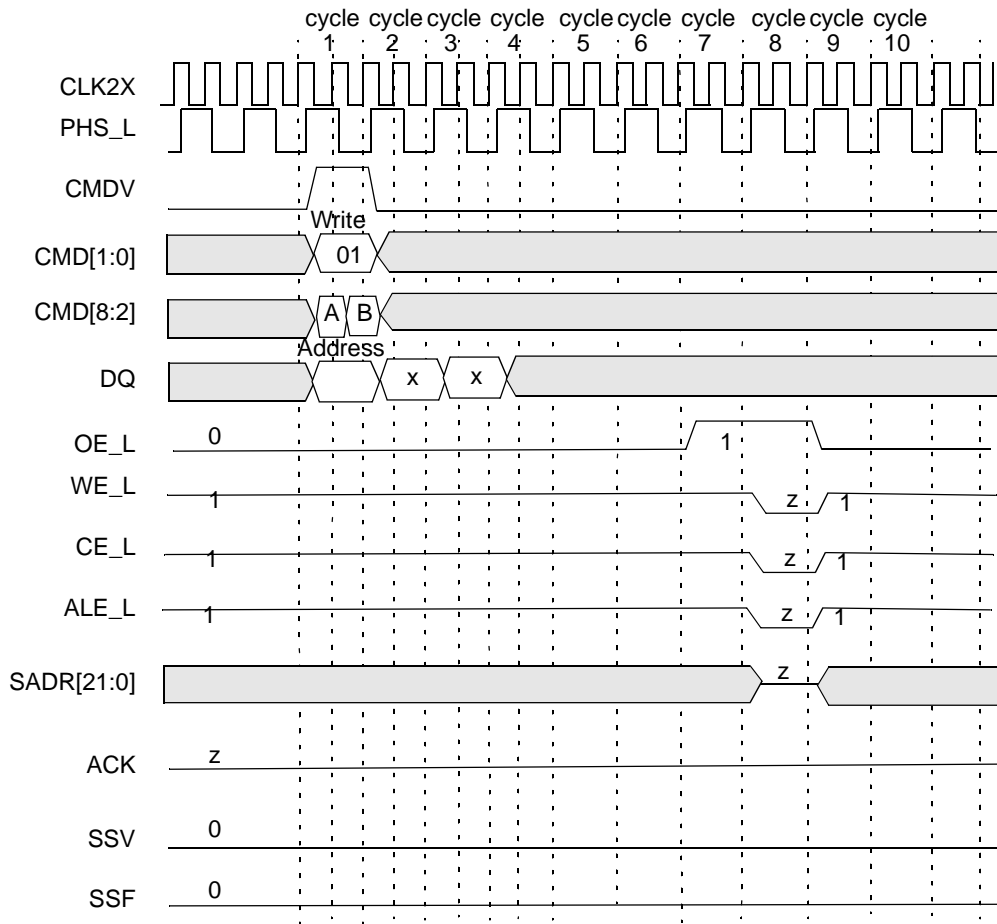 cycle cycle cycle cycle cycle cycle cycle cycle cycle cycle
1 2 3 4 5 6 7 8 9 10
CLK2X
PHS_L
CMDV
Write
CMD[1:0] 01
CMD[8:2] A B
Address
DQ x x
OE_L 0 1
WE_L 1 z 1
CE_L 1 z 1
ALE_L 1 z 1
SADR[21:0] z
ACK z
SSV 0
SSF 0